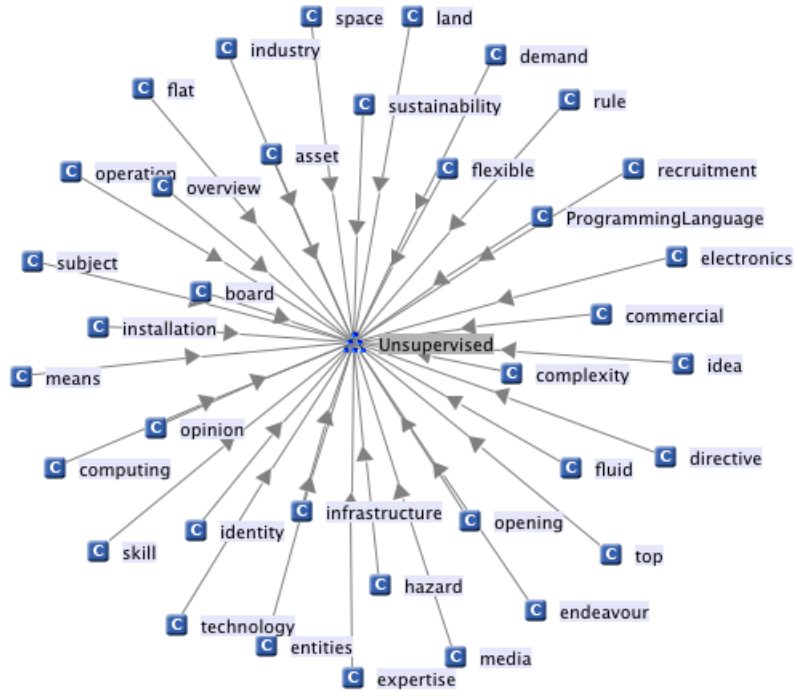 C space
C land
C industry
C demand
C flat
C sustainability
C rule
C asset
C flexible
C recruitment
C operation
C overview
C ProgrammingLanguage
C subject
C electronics
C board
C commercial
C installation
Unsupervised
C idea
C means
C complexity
C opinion
C directive
C computing
C fluid
C infrastructure
C opening
C identity
C skill
C top
C hazard
C endeavour
C technology
C entities
C media
C expertise